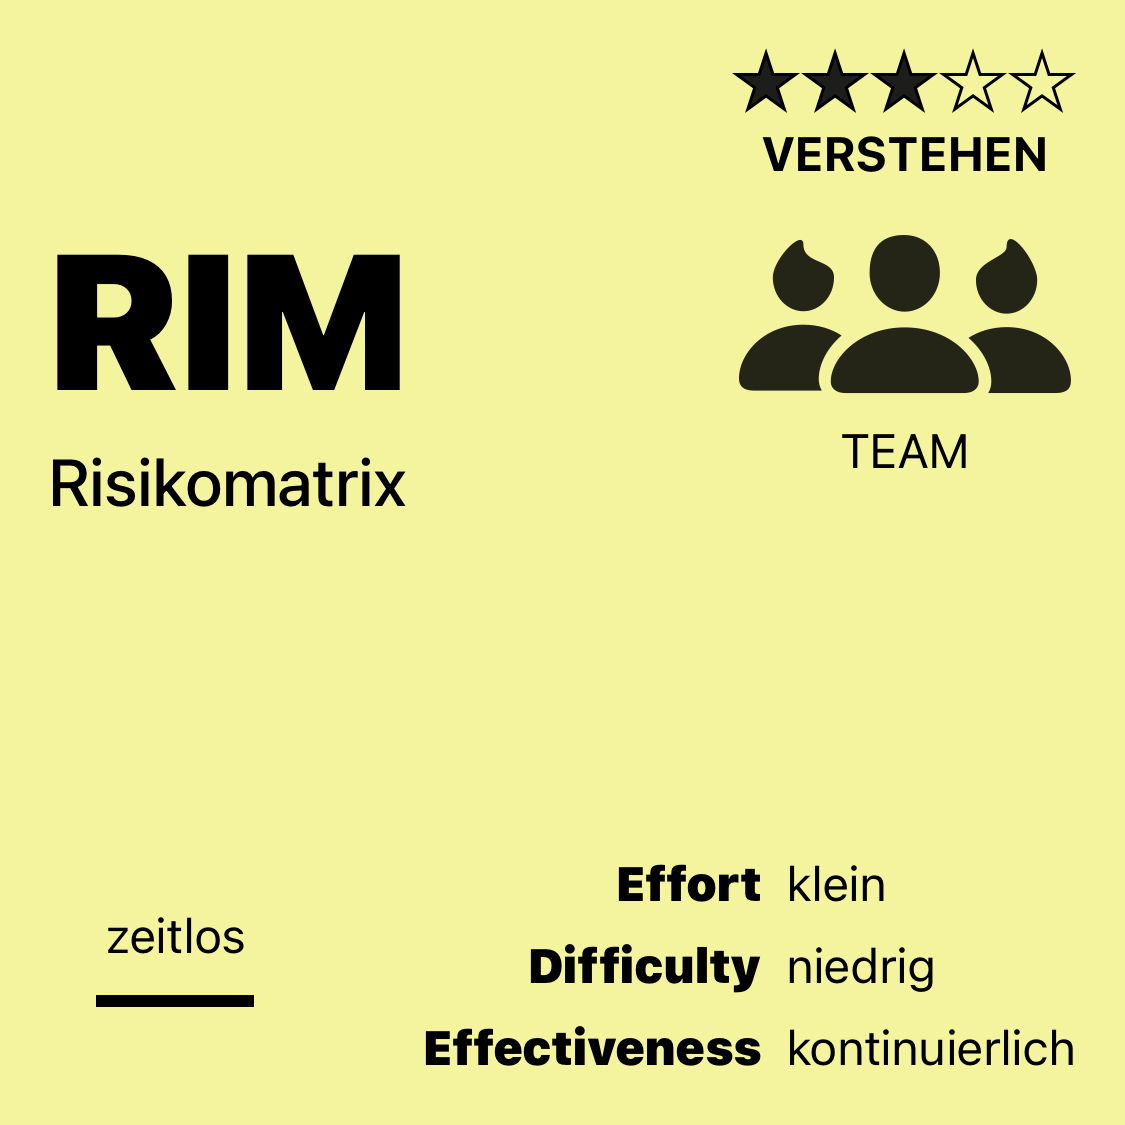 ★★★☆☆
VERSTEHEN
RIM
Risikomatrix
TEAM
zeitlos
Effort klein
Difficulty niedrig
Effectiveness kontinuierlich